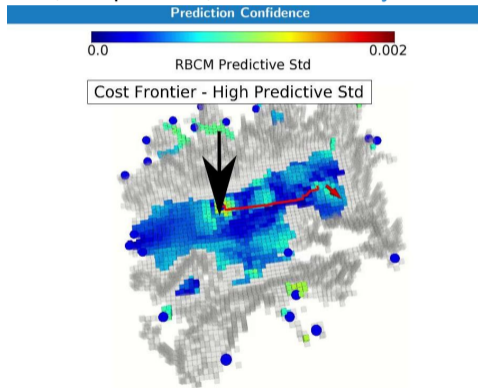 Prediction Confidence
0.0 0.002
RBCM Predictive Std
Cost Frontier - High Predictive Std